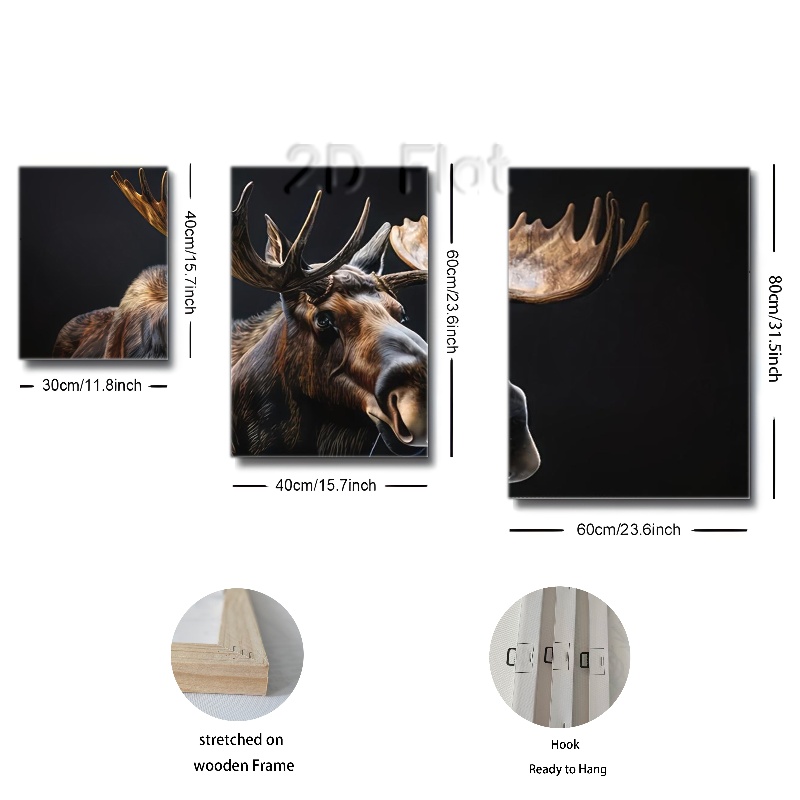 2D Flat
40cm/15.7inch
30cm/11.8inch
60cm/23.6inch
40cm/15.7inch
80cm/31.5inch
60cm/23.6inch
stretched on
wooden Frame
Hook
Ready to Hang